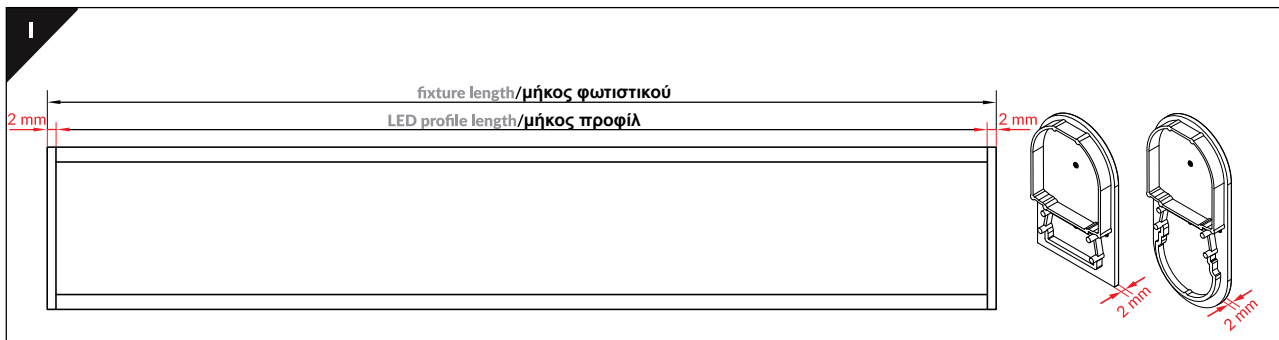 I
fixture length/μήκος φωτιστικού
2 mm LED profile length/μήκος προφίλ 2 mm
2 mm
2 mm